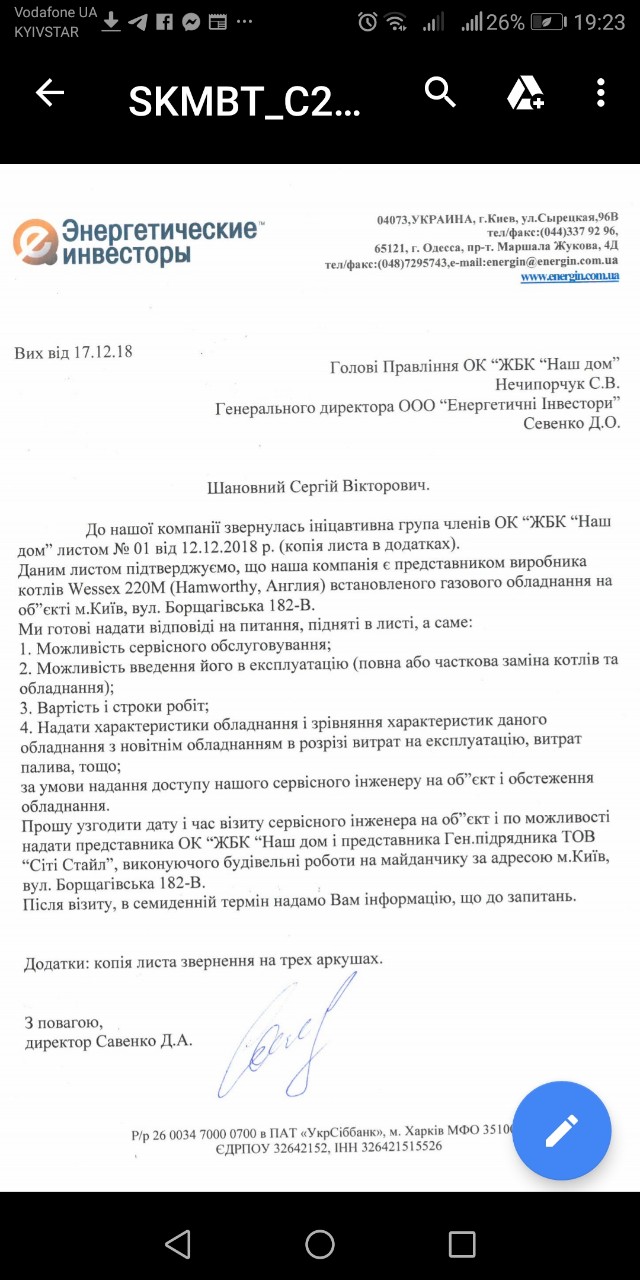 Vodafone UA
KYIVSTAR
26%
19:23
SKMBT_C2...
Энергетические
инвесторы
™
04073,УКРАИНА, г.Киев, ул.Сырецкая,96В
тел/факс:(044)337 92 96,
65121, г. Одесса, пр-т. Маршала Жукова, 4Д
тел/факс:(048)7295743,e-mail:energin@energin.com.ua
www.energin.com.ua
Вих від 17.12.18
Голові Правління ОК “ЖБК “Наш дом”
Нечипорчук С.В.
Генерального директора ООО “Енергетичні Інвестори”
Севенко Д.О.
Шановний Сергій Вікторович.
До нашої компанії звернулась ініцавтивна група членів ОК “ЖБК “Наш
дом” листом № 01 від 12.12.2018 р. (копія листа в додатках).
Даним листом підтверджуємо, що наша компанія є представником виробника
котлів Wessex 220M (Hamworthy, Англия) встановленого газового обладнання на
об”єкті м.Київ, вул. Борщагівська 182-В.
Ми готові надати відповіді на питання, підняті в листі, а саме:
1. Можливість сервісного обслуговування;
2. Можливість введення його в експлуатацію (повна або часткова заміна котлів та
обладнання);
3. Вартість і строки робіт;
4. Надати характеристики обладнання і зрівняння характеристик даного
обладнання з новітнім обладнанням в розрізі витрат на експлуатацію, витрат
палива, тощо;
за умови надання доступу нашого сервісного інженеру на об”єкт і обстеження
обладнання.
Прошу узгодити дату і час візиту сервісного інженера на об”єкт і по можливості
надати представника ОК “ЖБК “Наш дом і представника Ген.підрядника ТОВ
“Сіті Стайл”, виконуючого будівельні роботи на майданчику за адресою м.Київ,
вул. Борщагівська 182-В.
Після візиту, в семиденній термін надамо Вам інформацію, що до запитань.
Додатки: копія листа звернення на трех аркушах.
З повагою,
директор Савенко Д.А.
Р/р 26 0034 7000 0700 в ПАТ «УкрСіббанк», м. Харків МФО 35100
ЄДРПОУ 32642152, ІНН 326421515526